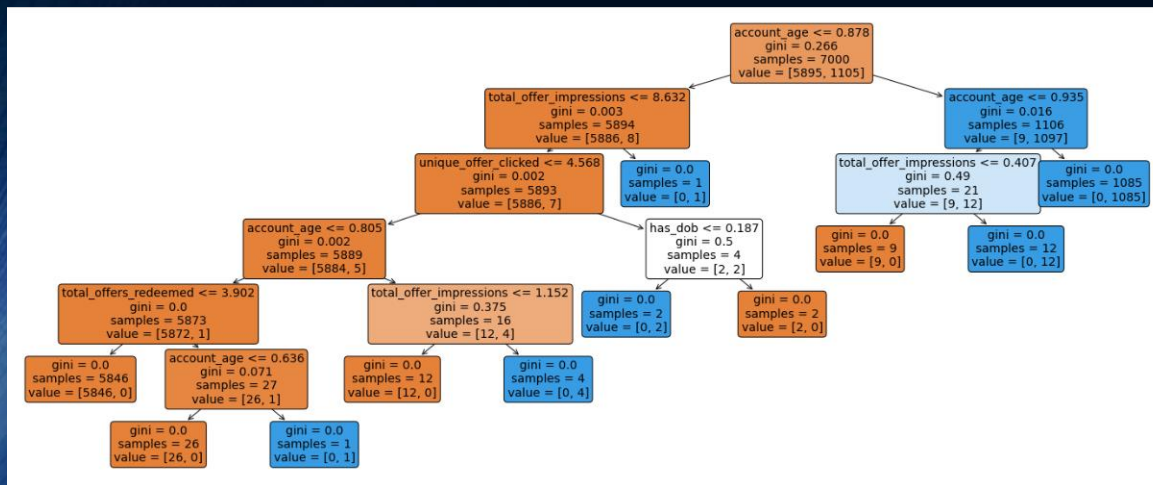 account_age <= 0.878
gini = 0.266
samples = 7000
value = [5895, 1105]
total_offer_impressions <= 8.632
gini = 0.003
samples = 5894
value = [5886, 8]
account_age <= 0.935
gini = 0.016
samples = 1106
value = [9, 1097]
unique_offer_clicked <= 4.568
gini = 0.002
samples = 5893
value = [5886, 7]
gini = 0.0
samples = 1
value = [0, 1]
total_offer_impressions <= 0.407
gini = 0.49
samples = 21
value = [9, 12]
gini = 0.0
samples = 1085
value = [0, 1085]
account_age <= 0.805
gini = 0.002
samples = 5889
value = [5884, 5]
has_dob <= 0.187
gini = 0.5
samples = 4
value = [2, 2]
gini = 0.0
samples = 9
value = [9, 0]
gini = 0.0
samples = 12
value = [0, 12]
total_offers_redeemed <= 3.902
gini = 0.0
samples = 5873
value = [5872, 1]
total_offer_impressions <= 1.152
gini = 0.375
samples = 16
value = [12, 4]
gini = 0.0
samples = 2
value = [0, 2]
gini = 0.0
samples = 2
value = [2, 0]
gini = 0.0
samples = 5846
value = [5846, 0]
account_age <= 0.636
gini = 0.071
samples = 27
value = [26, 1]
gini = 0.0
samples = 12
value = [12, 0]
gini = 0.0
samples = 4
value = [0, 4]
gini = 0.0
samples = 26
value = [26, 0]
gini = 0.0
samples = 1
value = [0, 1]